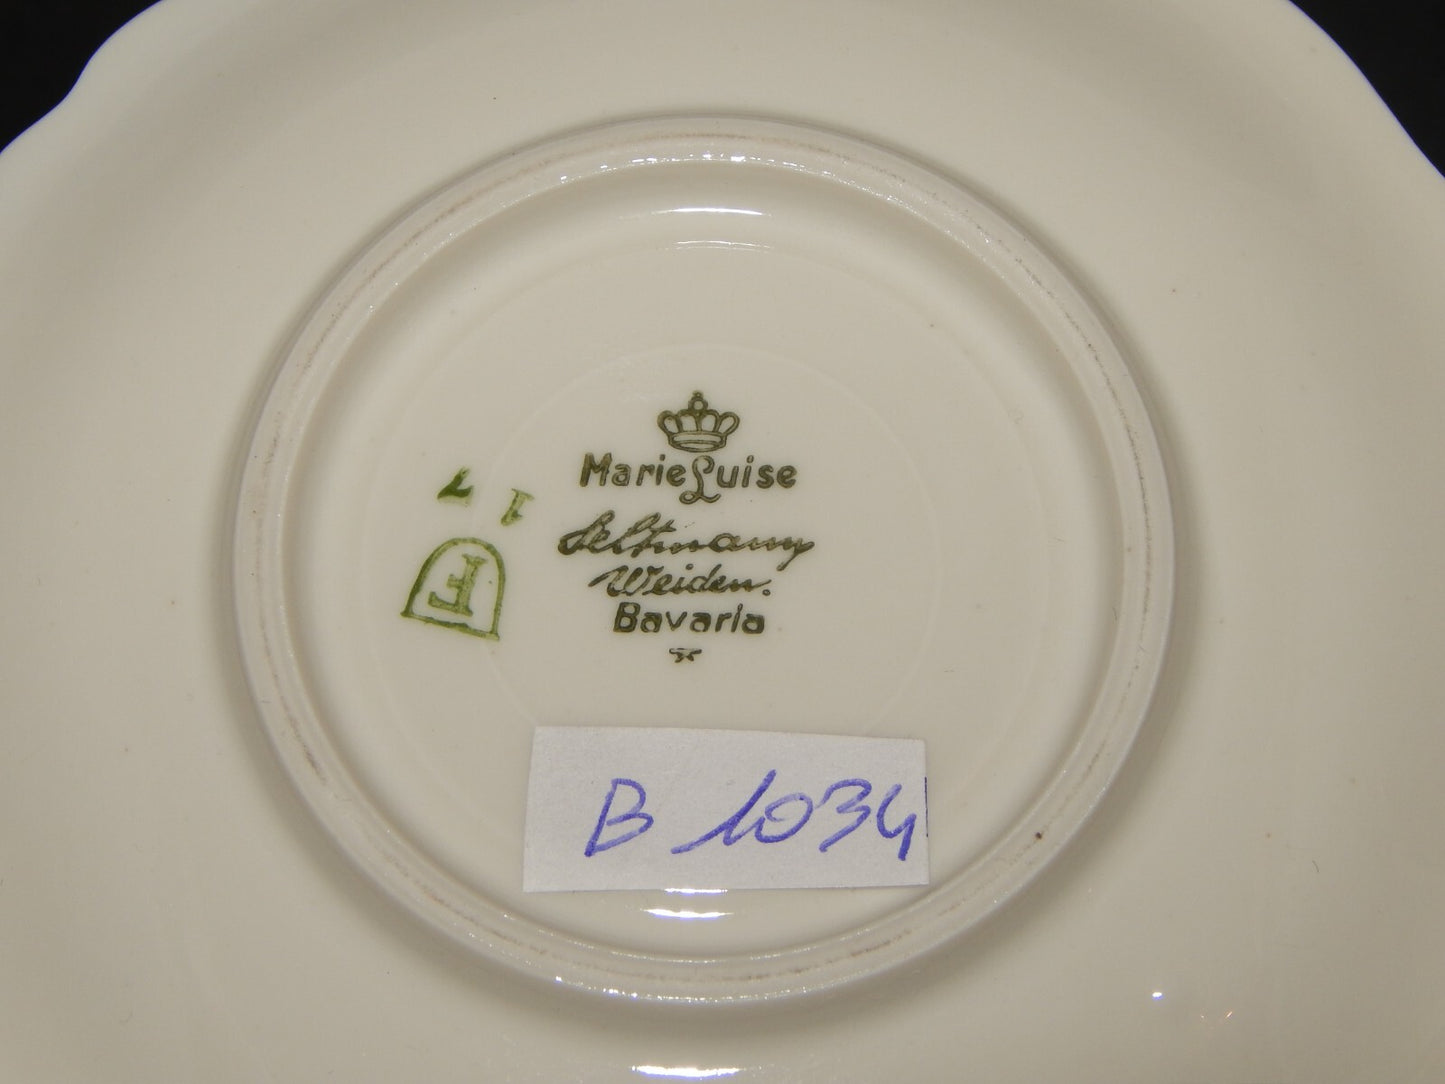 Marie Luise
Seltmann
Weiden.
Bavaria
F
B 1034